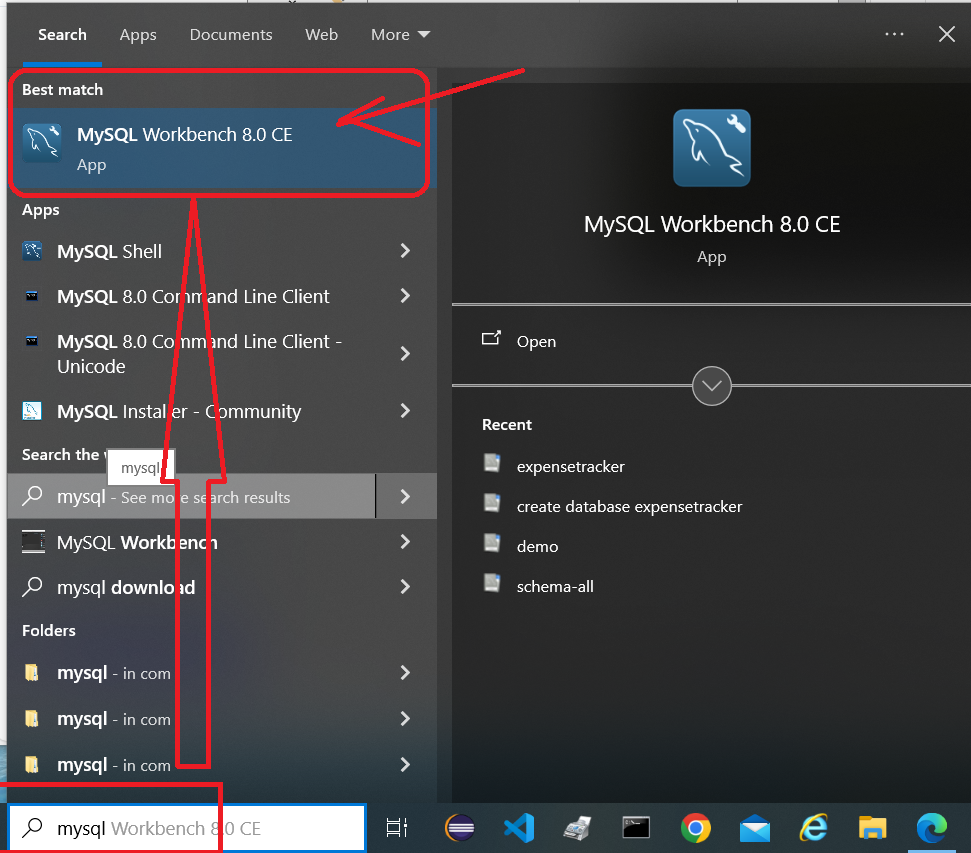 Search Apps Documents Web More
Best match
MySQL Workbench 8.0 CE
App
Apps
MySQL Shell
MySQL 8.0 Command Line Client
MySQL 8.0 Command Line Client -
Unicode
MySQL Installer - Community
Search the w
mysql
mysql - See more search results
MySQL Workbench
mysql download
Folders
mysql - in com
mysql - in com
mysql - in com
mysql Workbench 8.0 CE
MySQL Workbench 8.0 CE
App
Open
Recent
expensetracker
create database expensetracker
demo
schema-all